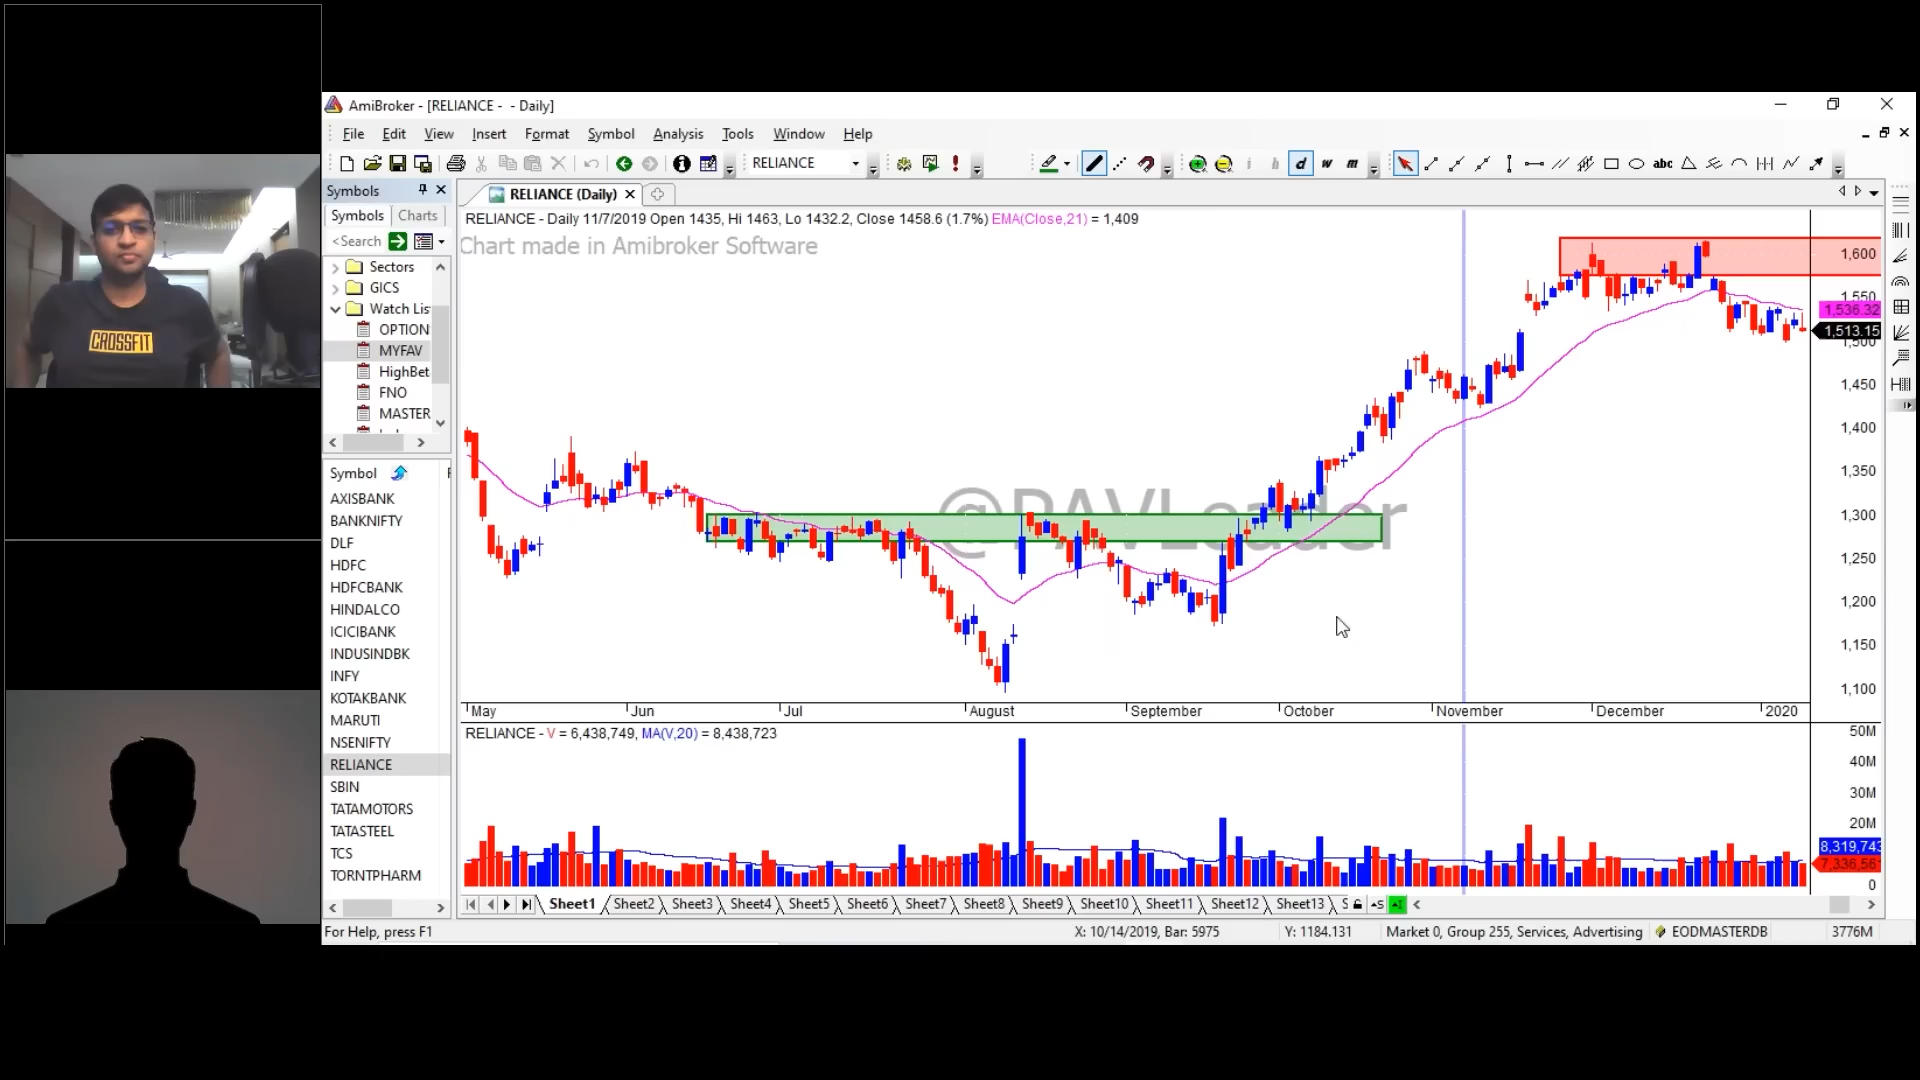 CROSSFIT
AmiBroker - [RELIANCE - - Daily]
File Edit View Insert Format Symbol Analysis Tools Window Help
RELIANCE
i h d w m
abc
Symbols
RELIANCE (Daily)
Symbols Charts
<Search
Sectors
GICS
Watch Lis
OPTION
MYFAV
HighBet
FNO
MASTER
Symbol
AXISBANK
BANKNIFTY
DLF
HDFC
HDFCBANK
HINDALCO
ICICIBANK
INDUSINDBK
INFY
KOTAKBANK
MARUTI
NSENIFTY
RELIANCE
SBIN
TATAMOTORS
TATASTEEL
TCS
TORNTPHARM
RELIANCE - Daily 11/7/2019 Open 1435, Hi 1463, Lo 1432.2, Close 1458.6 (1.7%) EMA(Close,21) = 1,409
Chart made in Amibroker Software
@PAVLeader
1,600
1,550
1,536.32
1,513.15
1,500
1,450
1,400
1,350
1,300
1,250
1,200
1,150
1,100
May Jun Jul August September October November December 2020
RELIANCE - V = 6,438,749, MA(V,20) = 8,438,723
50M
40M
30M
20M
8,319,743
7,336,56
0
Sheet1 Sheet2 Sheet3 Sheet4 Sheet5 Sheet6 Sheet7 Sheet8 Sheet9 Sheet10 Sheet11 Sheet12 Sheet13 S
For Help, press F1
X: 10/14/2019, Bar: 5975
Y: 1184.131
Market 0, Group 255, Services, Advertising
EODMASTERDB
3776M